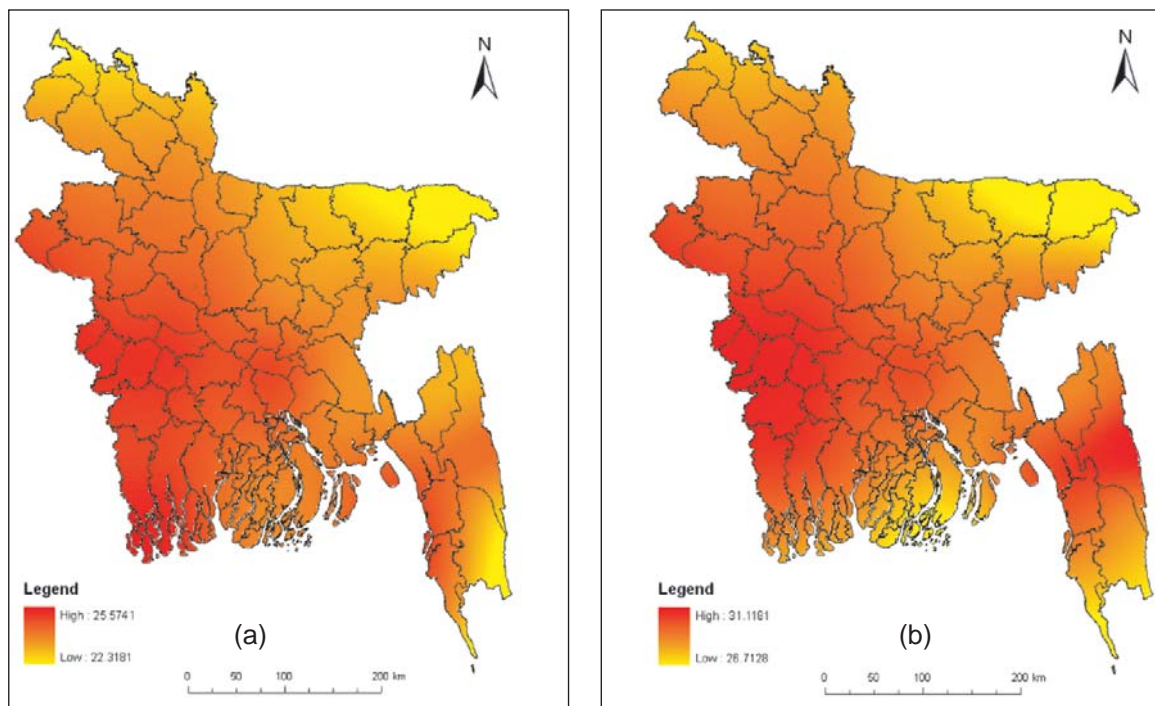 N
Legend
High : 25.5741
Low : 22.3181
(a)
0 50 100 200 km
N
Legend
High : 31.1161
Low : 26.7128
(b)
0 50 100 200 km